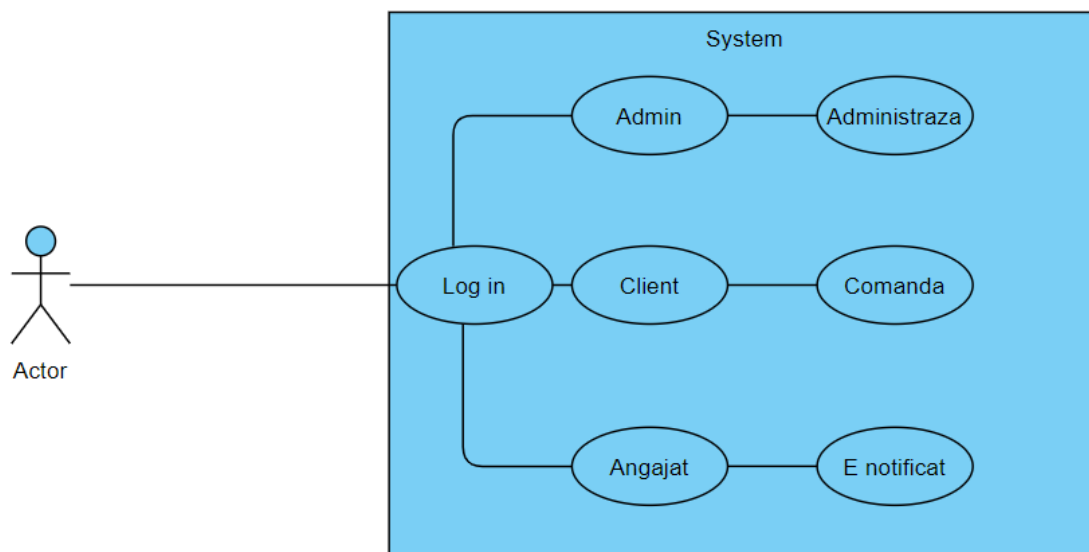 System
Admin
Administraza
Log in
Client
Comanda
Actor
Angajat
E notificat